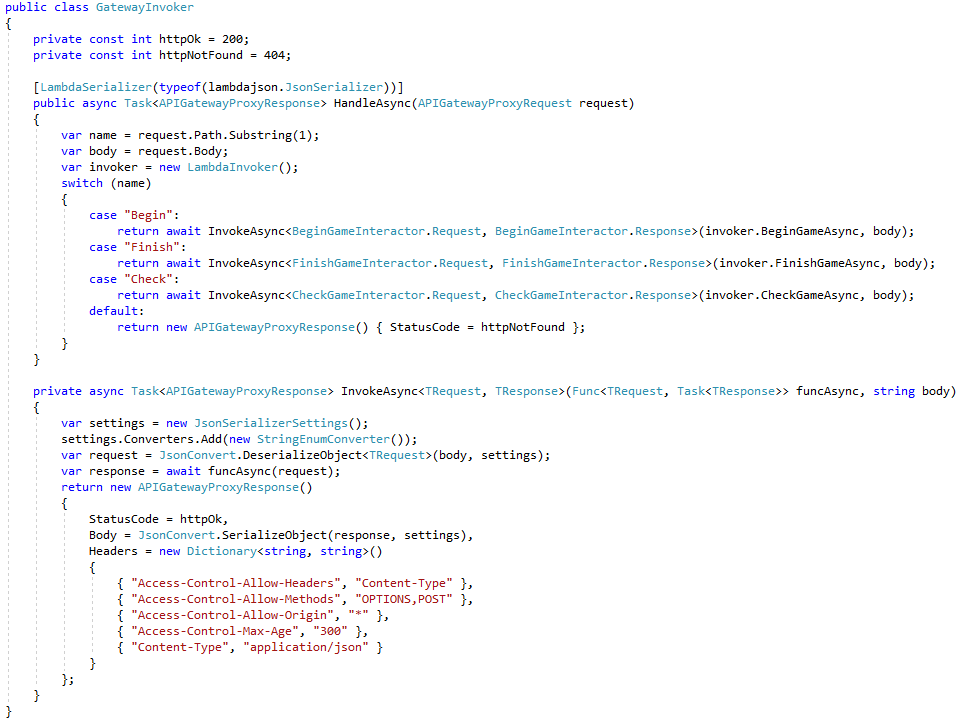 public class GatewayInvoker
{
    private const int httpOk = 200;
    private const int httpNotFound = 404;

    [LambdaSerializer(typeof(lambdajson.JsonSerializer))]
    public async Task<APIGatewayProxyResponse> HandleAsync(APIGatewayProxyRequest request)
    {
        var name = request.Path.Substring(1);
        var body = request.Body;
        var invoker = new LambdaInvoker();
        switch (name)
        {
            case "Begin":
                return await InvokeAsync<BeginGameInteractor.Request, BeginGameInteractor.Response>(invoker.BeginGameAsync, body);
            case "Finish":
                return await InvokeAsync<FinishGameInteractor.Request, FinishGameInteractor.Response>(invoker.FinishGameAsync, body);
            case "Check":
                return await InvokeAsync<CheckGameInteractor.Request, CheckGameInteractor.Response>(invoker.CheckGameAsync, body);
            default:
                return new APIGatewayProxyResponse() { StatusCode = httpNotFound };
        }
    }

    private async Task<APIGatewayProxyResponse> InvokeAsync<TRequest, TResponse>(Func<TRequest, Task<TResponse>> funcAsync, string body)
    {
        var settings = new JsonSerializerSettings();
        settings.Converters.Add(new StringEnumConverter());
        var request = JsonConvert.DeserializeObject<TRequest>(body, settings);
        var response = await funcAsync(request);
        return new APIGatewayProxyResponse()
        {
            StatusCode = httpOk,
            Body = JsonConvert.SerializeObject(response, settings),
            Headers = new Dictionary<string, string>()
            {
                { "Access-Control-Allow-Headers", "Content-Type" },
                { "Access-Control-Allow-Methods", "OPTIONS,POST" },
                { "Access-Control-Allow-Origin", "*" },
                { "Access-Control-Max-Age", "300" },
                { "Content-Type", "application/json" }
            }
        };
    }
}